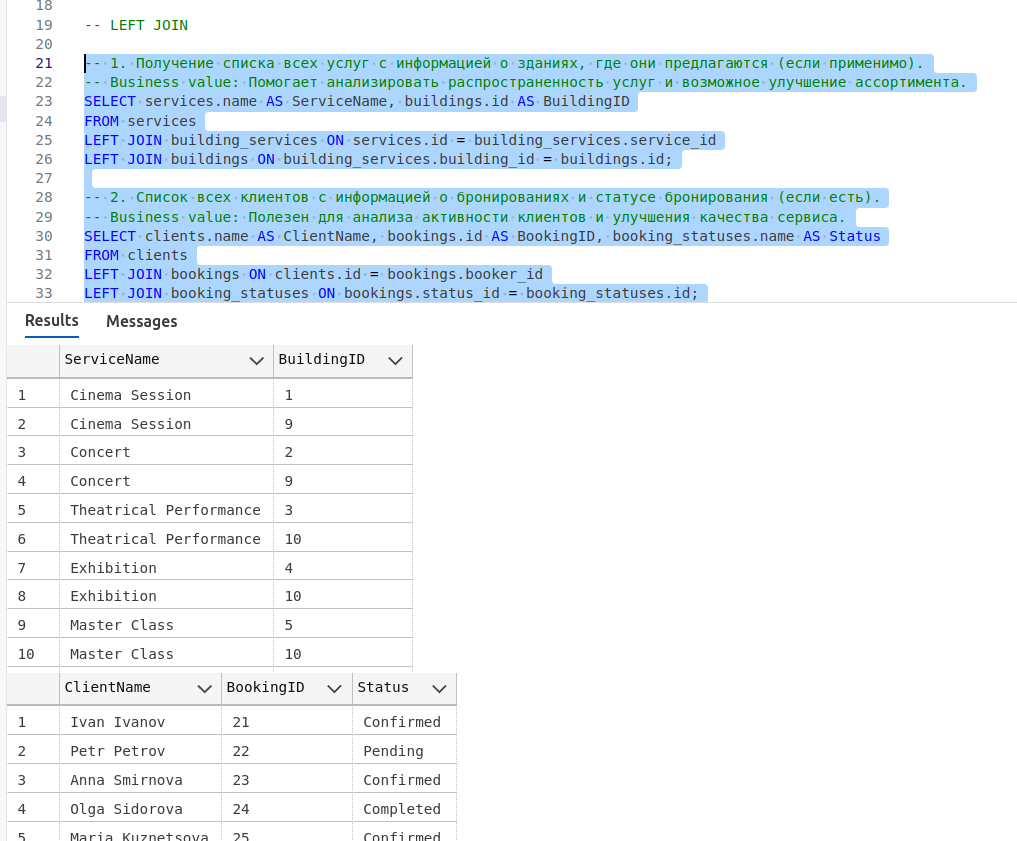 18
19 -- LEFT JOIN
20
21 -- 1. Получение списка всех услуг с информацией о зданиях, где они предлагаются (если применимо).
22 -- Business value: Помогает анализировать распространенность услуг и возможное улучшение ассортимента.
23 SELECT services.name AS ServiceName, buildings.id AS BuildingID
24 FROM services
25 LEFT JOIN building_services ON services.id = building_services.service_id
26 LEFT JOIN buildings ON building_services.building_id = buildings.id;
27
28 -- 2. Список всех клиентов с информацией о бронированиях и статусе бронирования (если есть).
29 -- Business value: Полезен для анализа активности клиентов и улучшения качества сервиса.
30 SELECT clients.name AS ClientName, bookings.id AS BookingID, booking_statuses.name AS Status
31 FROM clients
32 LEFT JOIN bookings ON clients.id = bookings.booker_id
33 LEFT JOIN booking_statuses ON bookings.status_id = booking_statuses.id;
Results Messages
ServiceName BuildingID
1 Cinema Session 1
2 Cinema Session 9
3 Concert 2
4 Concert 9
5 Theatrical Performance 3
6 Theatrical Performance 10
7 Exhibition 4
8 Exhibition 10
9 Master Class 5
10 Master Class 10
ClientName BookingID Status
1 Ivan Ivanov 21 Confirmed
2 Petr Petrov 22 Pending
3 Anna Smirnova 23 Confirmed
4 Olga Sidorova 24 Completed
5 Maria Kuznetsova 25 Confirmed